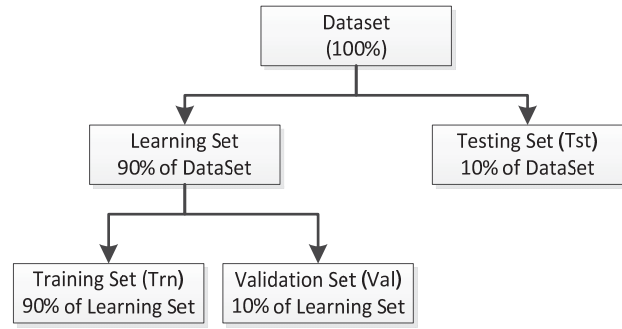 Dataset
(100%)
Learning Set
90% of DataSet
Testing Set (Tst)
10% of DataSet
Training Set (Trn)
90% of Learning Set
Validation Set (Val)
10% of Learning Set